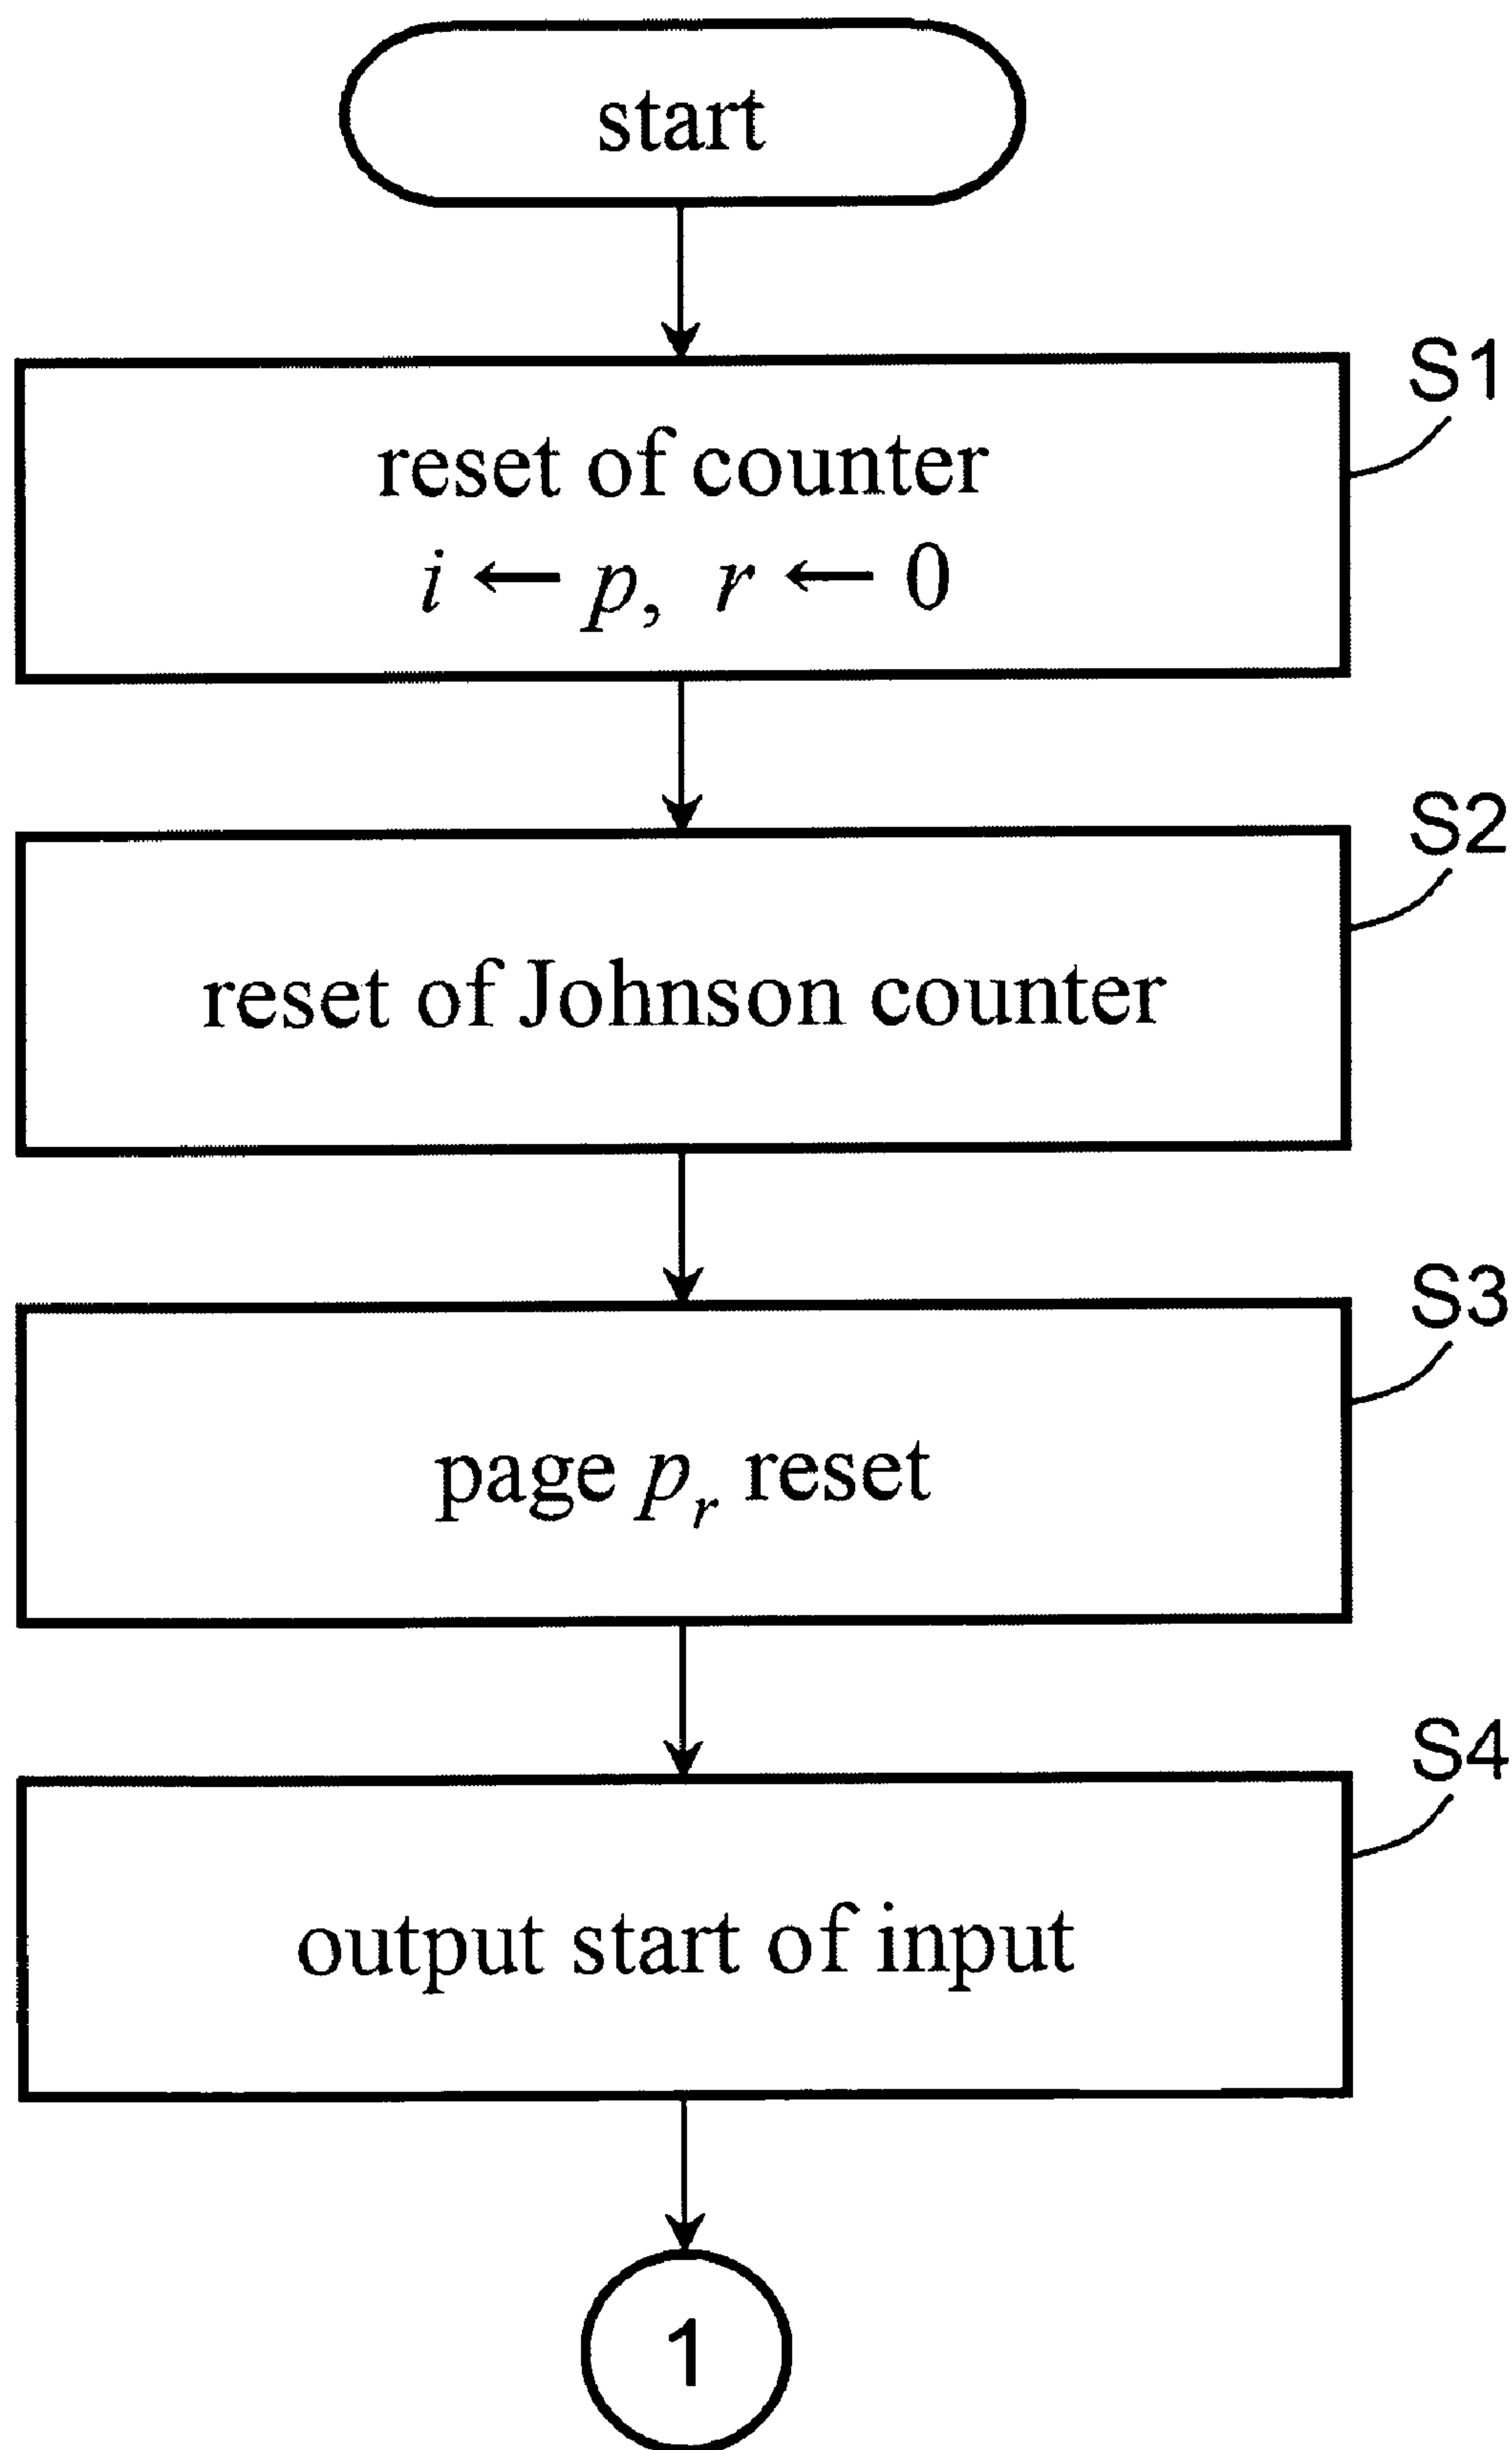 start
S1
reset of counter
i ← p, r ← 0
S2
reset of Johnson counter
S3
page pᵣ reset
S4
output start of input
1